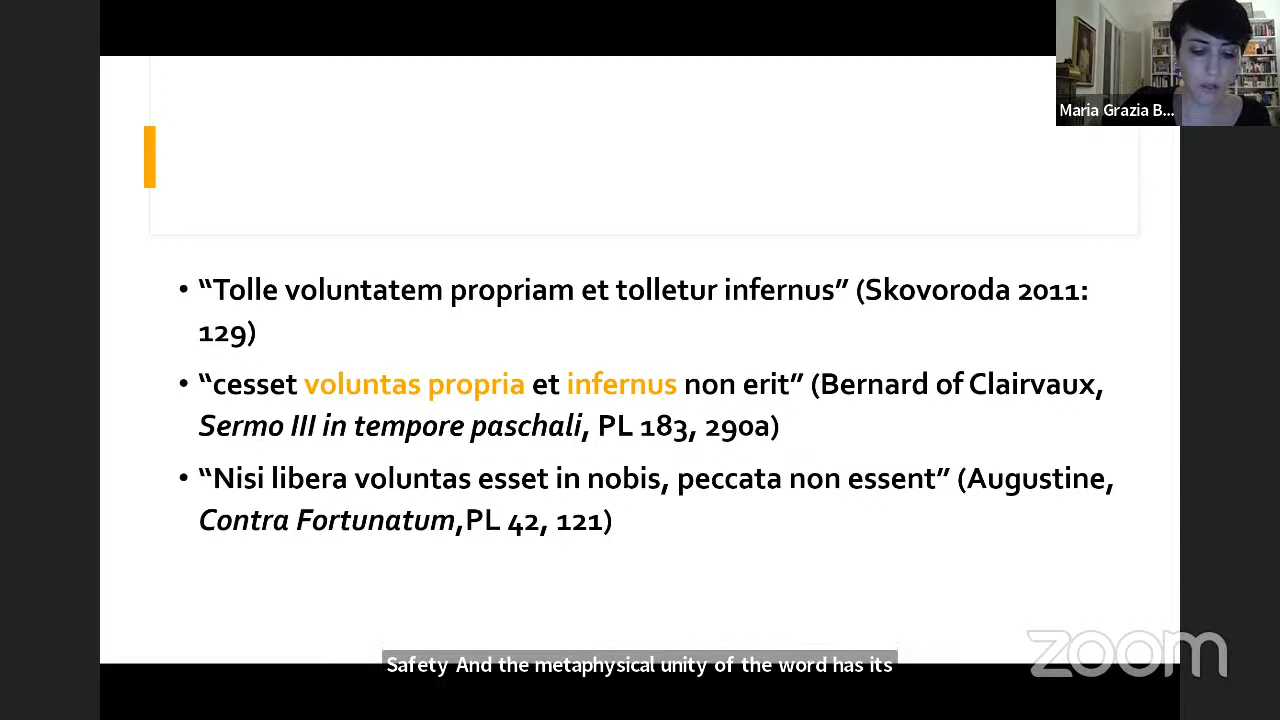 Maria Grazia B...
• “Tolle voluntatem propriam et tolletur infernus” (Skovoroda 2011:
129)
• “cesset voluntas propria et infernus non erit” (Bernard of Clairvaux,
Sermo III in tempore paschali, PL 183, 290a)
• “Nisi libera voluntas esset in nobis, peccata non essent” (Augustine,
Contra Fortunatum,PL 42, 121)
zoom
Safety And the metaphysical unity of the word has its